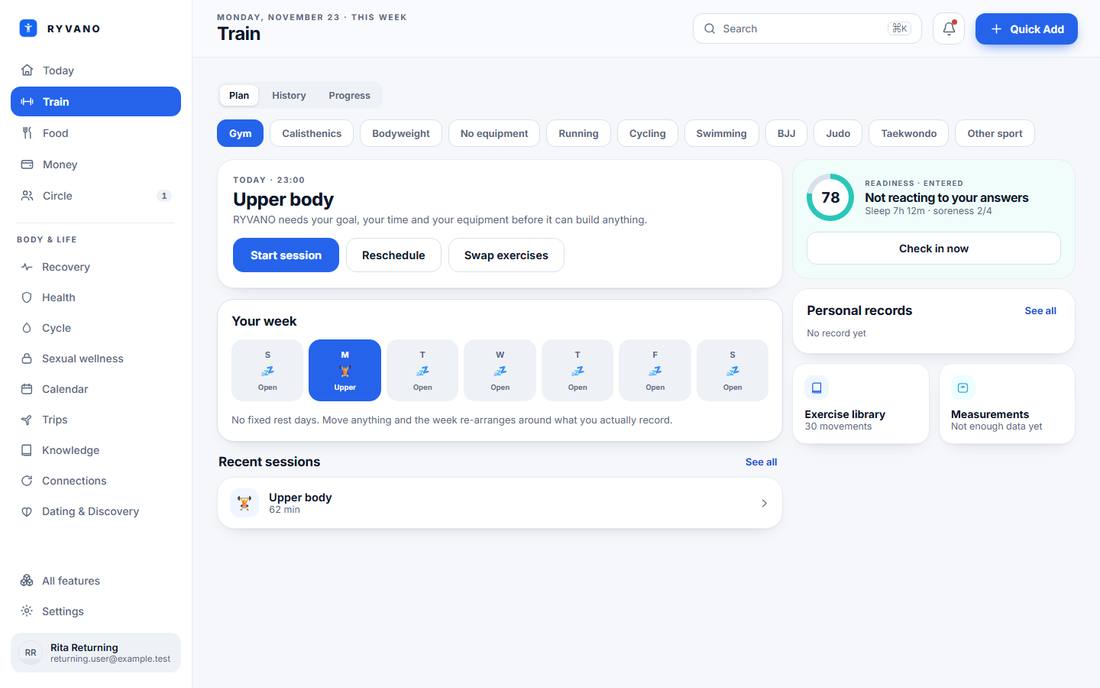 RYVANO
Today
Train
Food
Money
Circle
1
BODY & LIFE
Recovery
Health
Cycle
Sexual wellness
Calendar
Trips
Knowledge
Connections
Dating & Discovery
All features
Settings
RR
Rita Returning
returning.user@example.test
MONDAY, NOVEMBER 23 · THIS WEEK
Train
Search
⌘K
Quick Add
Plan History Progress
Gym Calisthenics Bodyweight No equipment Running Cycling Swimming BJJ Judo Taekwondo Other sport
TODAY · 23:00
Upper body
RYVANO needs your goal, your time and your equipment before it can build anything.
Start session Reschedule Swap exercises
Your week
S M T W T F S
Open Upper Open Open Open Open Open
No fixed rest days. Move anything and the week re-arranges around what you actually record.
Recent sessions See all
Upper body
62 min
78
READINESS · ENTERED
Not reacting to your answers
Sleep 7h 12m · soreness 2/4
Check in now
Personal records See all
No record yet
Exercise library
30 movements
Measurements
Not enough data yet